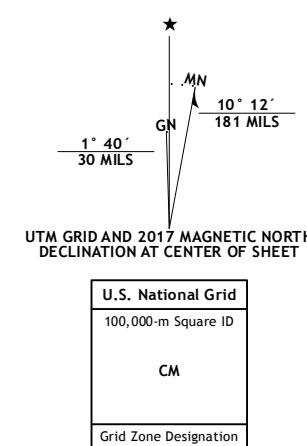 ★
MN
GN
10° 12´
181 MILS
1° 40´
30 MILS
UTM GRID AND 2017 MAGNETIC NORTH
DECLINATION AT CENTER OF SHEET
U.S. National Grid
100,000-m Square ID
CM
Grid Zone Designation